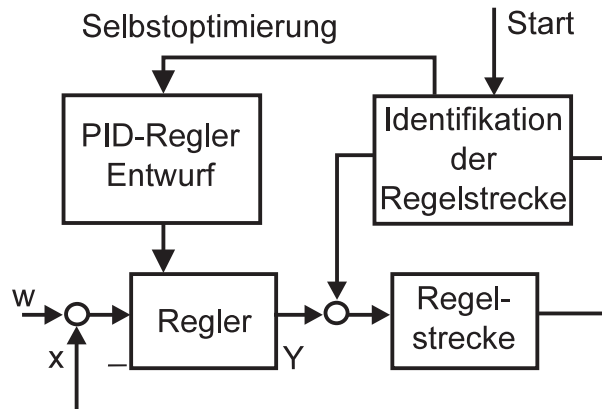 Selbstoptimierung
Start
PID-Regler
Entwurf
Identifikation
der
Regelstrecke
w
x
–
Regler
Y
Regel-
strecke